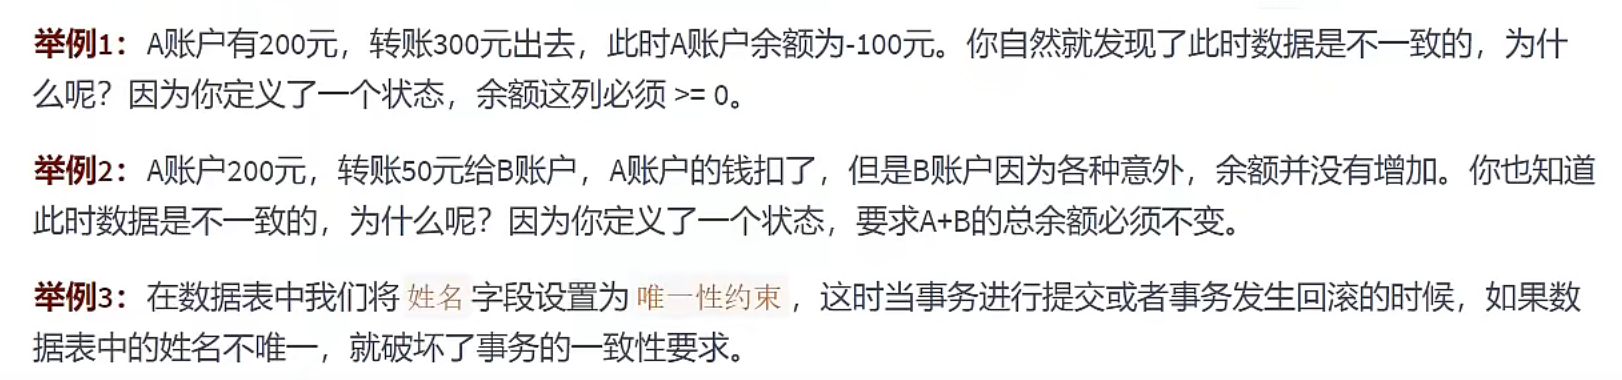 举例1：A账户有200元，转账300元出去，此时A账户余额为-100元。你自然就发现了此时数据是不一致的，为什
么呢？因为你定义了一个状态，余额这列必须 >= 0。
举例2：A账户200元，转账50元给B账户，A账户的钱扣了，但是B账户因为各种意外，余额并没有增加。你也知道
此时数据是不一致的，为什么呢？因为你定义了一个状态，要求A+B的总余额必须不变。
举例3：在数据表中我们将 姓名 字段设置为 唯一性约束 ，这时当事务进行提交或者事务发生回滚的时候，如果数
据表中的姓名不唯一，就破坏了事务的一致性要求。